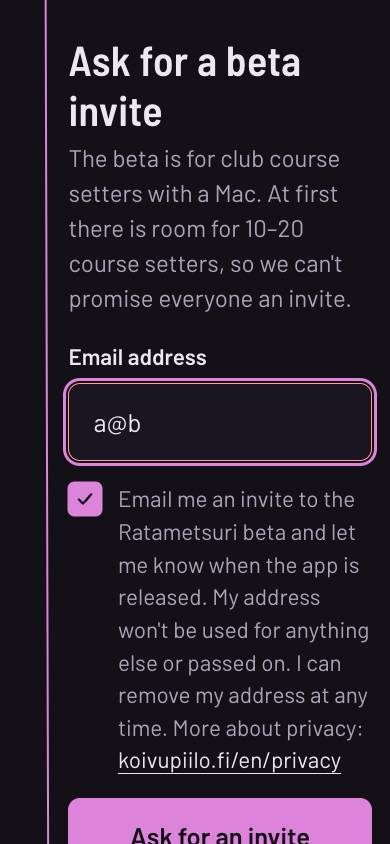 Ask for a beta
invite
The beta is for club course
setters with a Mac. At first
there is room for 10–20
course setters, so we can't
promise everyone an invite.
Email address
a@b
Email me an invite to the
Ratametsuri beta and let
me know when the app is
released. My address
won't be used for anything
else or passed on. I can
remove my address at any
time. More about privacy:
koivupiilo.fi/en/privacy
Ask for an invite